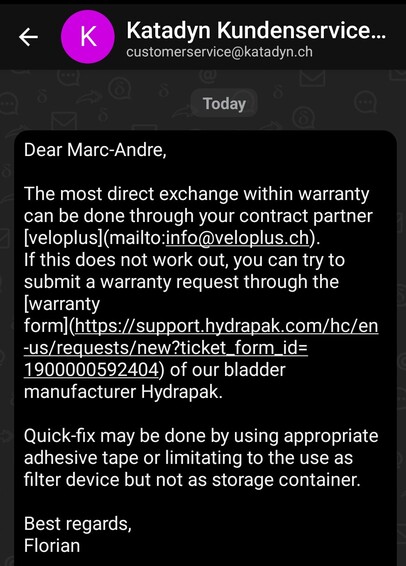 Katadyn Kundenservice...
customerservice@katadyn.ch
K
Today
Dear Marc-Andre,
The most direct exchange within warranty
can be done through your contract partner
[veloplus](mailto:info@veloplus.ch).
If this does not work out, you can try to
submit a warranty request through the
[warranty
form](https://support.hydrapak.com/hc/en
-us/requests/new?ticket_form_id=
1900000592404) of our bladder
manufacturer Hydrapak.
Quick-fix may be done by using appropriate
adhesive tape or limitating to the use as
filter device but not as storage container.
Best regards,
Florian